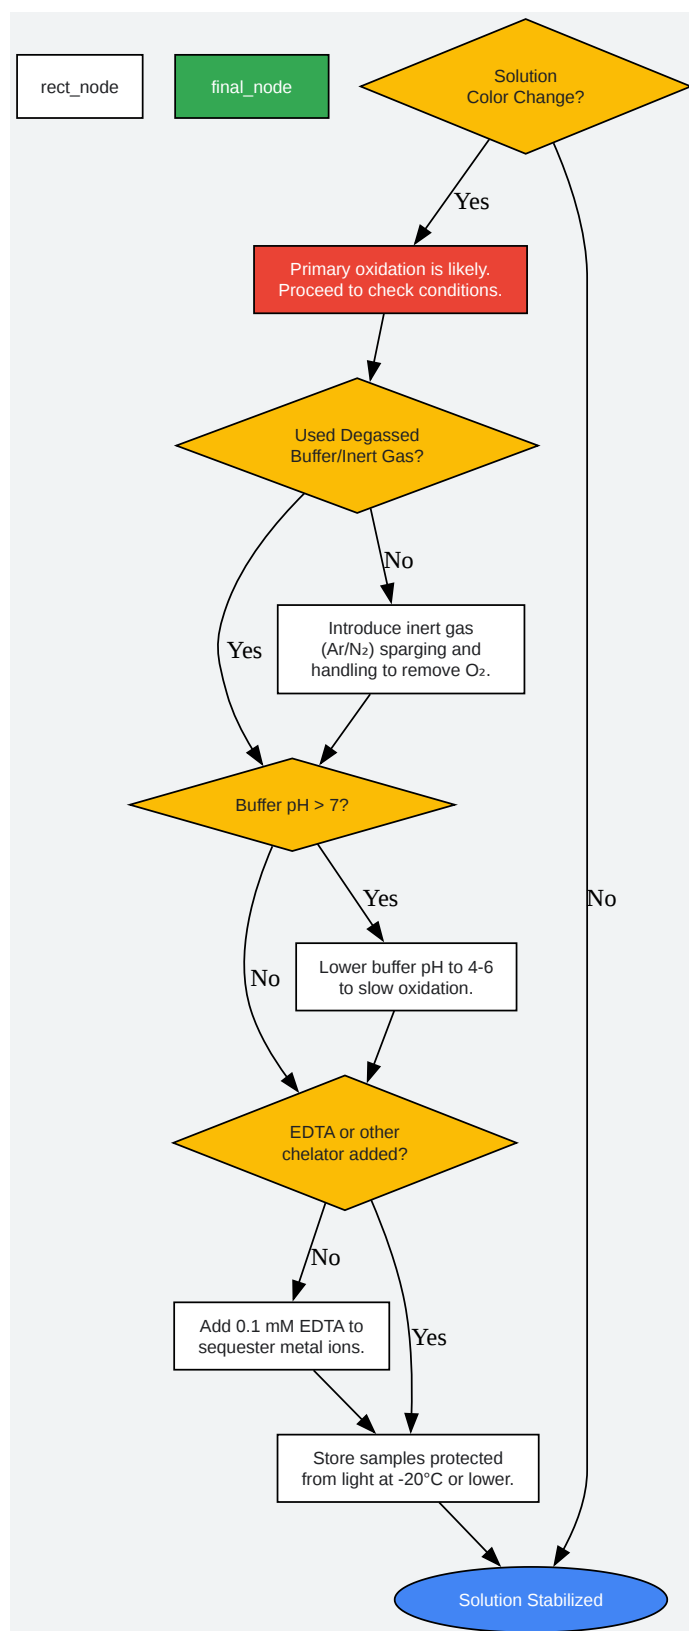 rect_node
final_node
Solution
Color Change?
Yes
Primary oxidation is likely.
Proceed to check conditions.
Used Degassed
Buffer/Inert Gas?
No
Introduce inert gas
(Ar/N₂) sparging and
handling to remove O₂.
Yes
Buffer pH > 7?
Yes
No
Lower buffer pH to 4-6
to slow oxidation.
No
EDTA or other
chelator added?
No
Add 0.1 mM EDTA to
sequester metal ions.
Yes
Store samples protected
from light at -20°C or lower.
Solution Stabilized